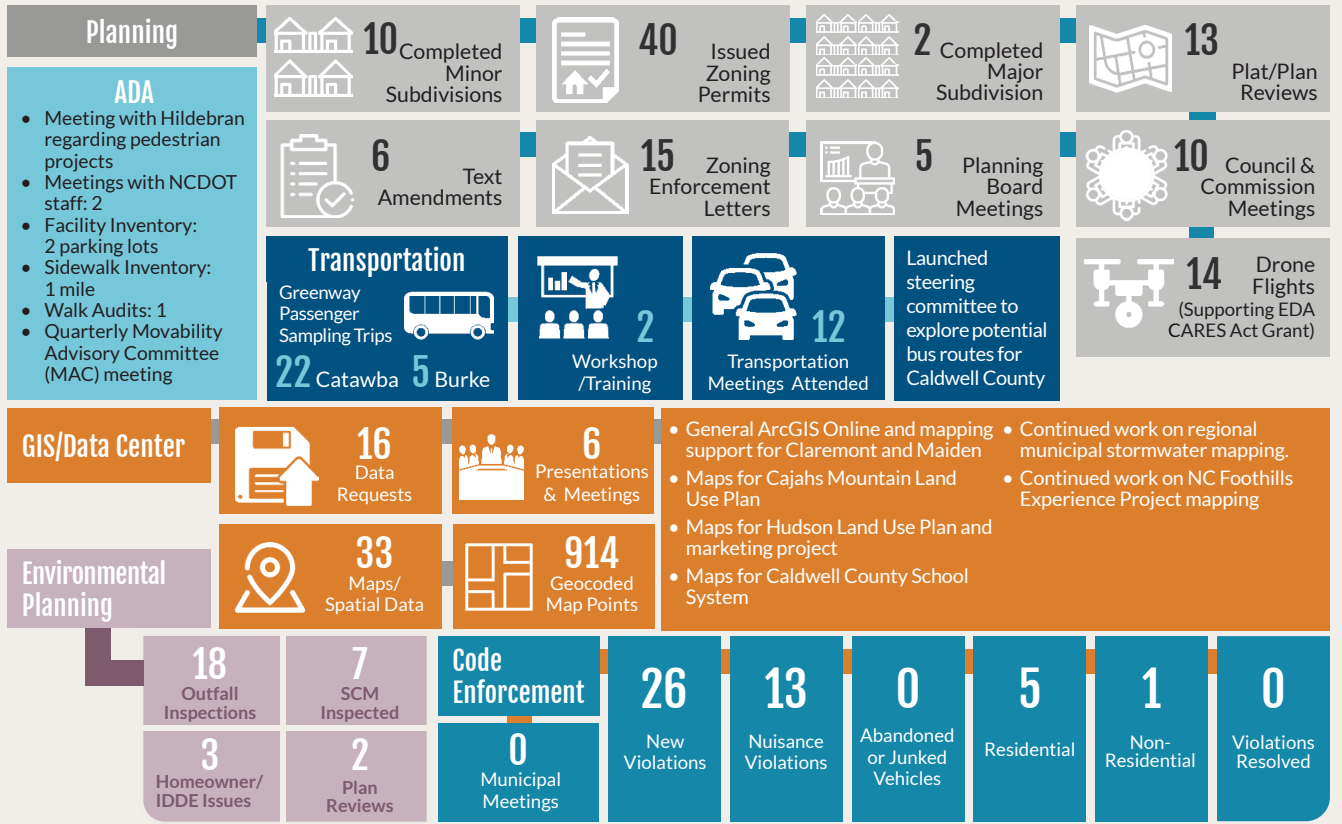 Planning
10 Completed
Minor
Subdivisions
40 Issued
Zoning
Permits
2 Completed
Major
Subdivision
13
Plat/Plan
Reviews
ADA
• Meeting with Hildebran
regarding pedestrian
projects
• Meetings with NCDOT
staff: 2
• Facility Inventory:
2 parking lots
• Sidewalk Inventory:
1 mile
• Walk Audits: 1
• Quarterly Movability
Advisory Committee
(MAC) meeting
6 Text
Amendments
15 Zoning
Enforcement
Letters
5 Planning
Board
Meetings
10 Council &
Commission
Meetings
14 Drone
Flights
(Supporting EDA
CARES Act Grant)
Transportation
Greenway
Passenger
Sampling Trips
22 Catawba 5 Burke
2
Workshop
/Training
12
Transportation
Meetings Attended
Launched
steering
committee to
explore potential
bus routes for
Caldwell County
GIS/Data Center
16
Data
Requests
6
Presentations
& Meetings
33
Maps/
Spatial Data
914
Geocoded
Map Points
• General ArcGIS Online and mapping
support for Claremont and Maiden
• Maps for Cajahs Mountain Land
Use Plan
• Maps for Hudson Land Use Plan and
marketing project
• Maps for Caldwell County School
System
• Continued work on regional
municipal stormwater mapping.
• Continued work on NC Foothills
Experience Project mapping
Environmental
Planning
18
Outfall
Inspections
7
SCM
Inspected
3
Homeowner/
IDDE Issues
2
Plan
Reviews
Code
Enforcement
0
Municipal
Meetings
26
New
Violations
13
Nuisance
Violations
0
Abandoned
or Junked
Vehicles
5
Residential
1
Non-
Residential
0
Violations
Resolved